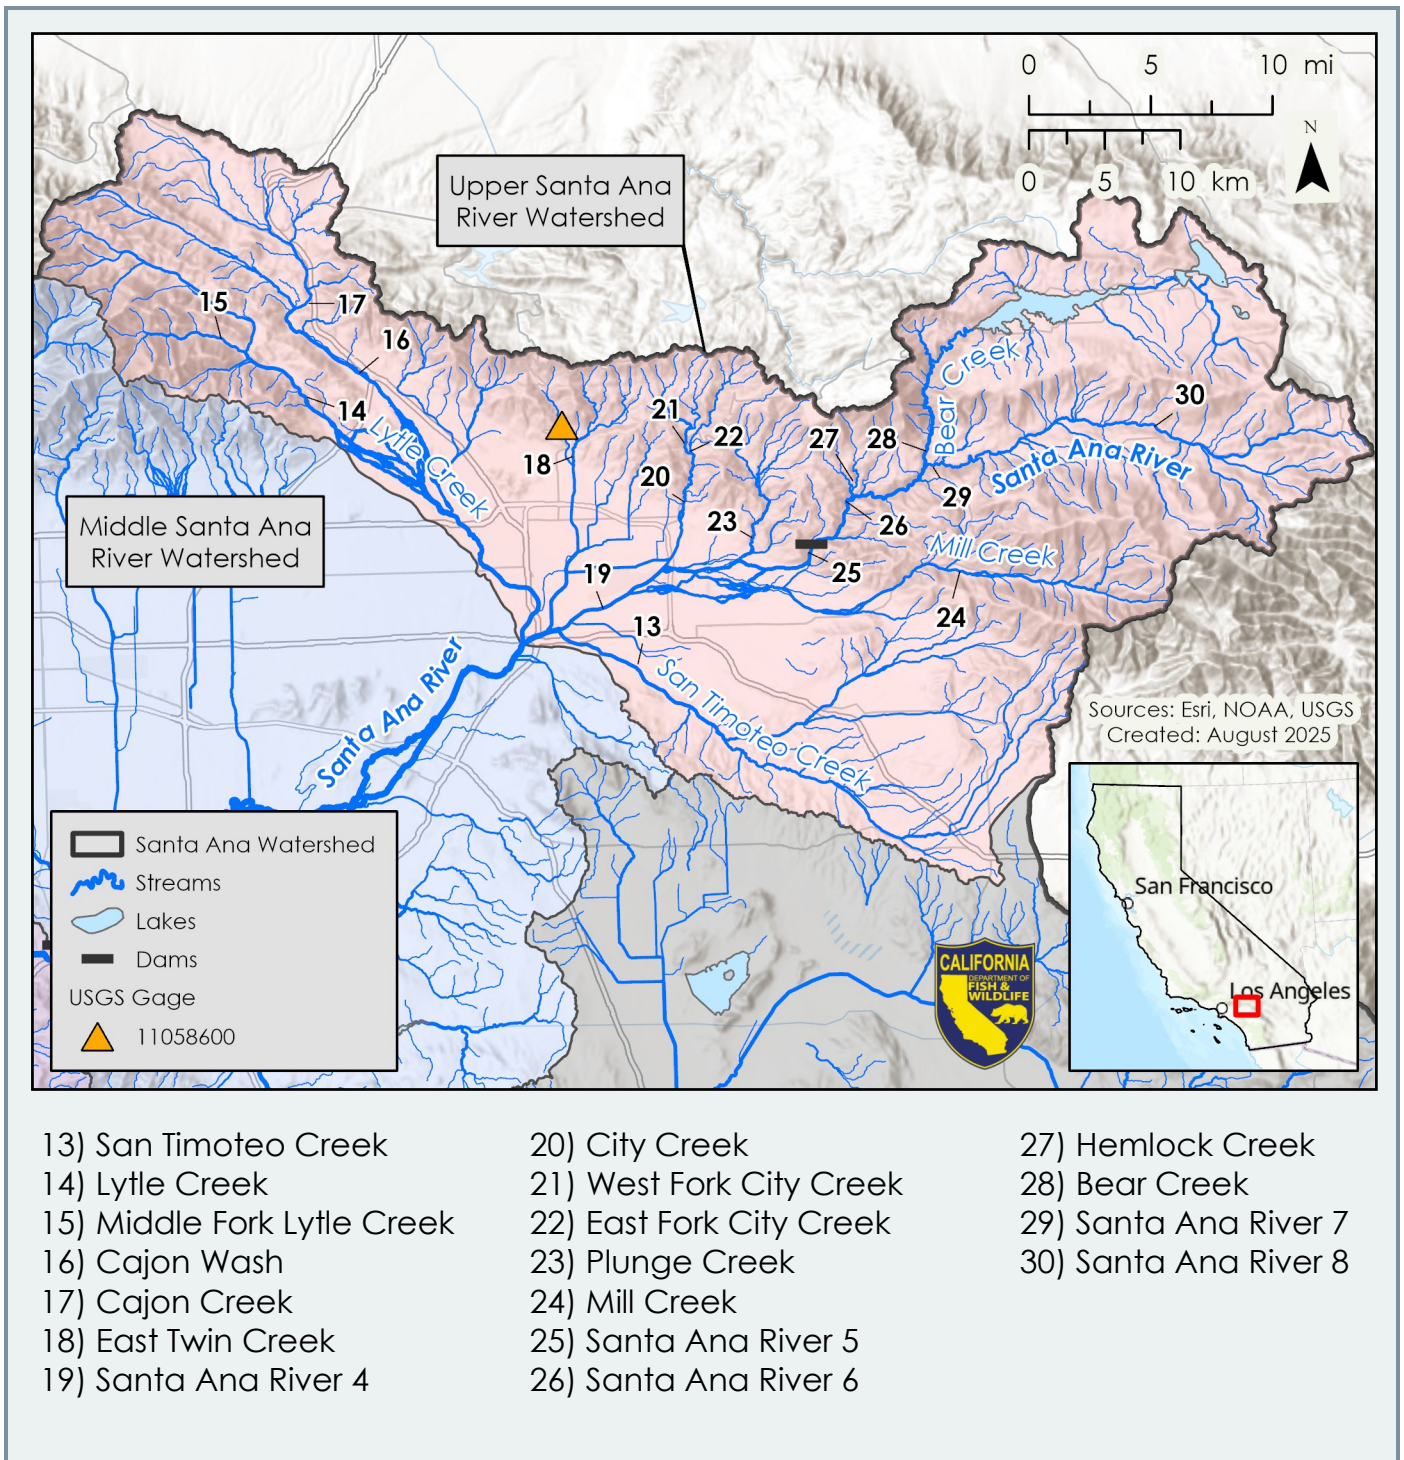 0 5 10 mi
0 5 10 km
N
Upper Santa Ana
River Watershed
15
17
16
14
Lytle Creek
18
21
22
20
23
27
28
Bear Creek
30
Santa Ana River
29
26
Mill Creek
25
24
19
13
San Timoteo Creek
Middle Santa Ana
River Watershed
Santa Ana River
Sources: Esri, NOAA, USGS
Created: August 2025
Santa Ana Watershed
Streams
Lakes
Dams
USGS Gage
11058600
CALIFORNIA
DEPARTMENT OF
FISH &
WILDLIFE
San Francisco
Los Angeles
13) San Timoteo Creek
14) Lytle Creek
15) Middle Fork Lytle Creek
16) Cajon Wash
17) Cajon Creek
18) East Twin Creek
19) Santa Ana River 4
20) City Creek
21) West Fork City Creek
22) East Fork City Creek
23) Plunge Creek
24) Mill Creek
25) Santa Ana River 5
26) Santa Ana River 6
27) Hemlock Creek
28) Bear Creek
29) Santa Ana River 7
30) Santa Ana River 8